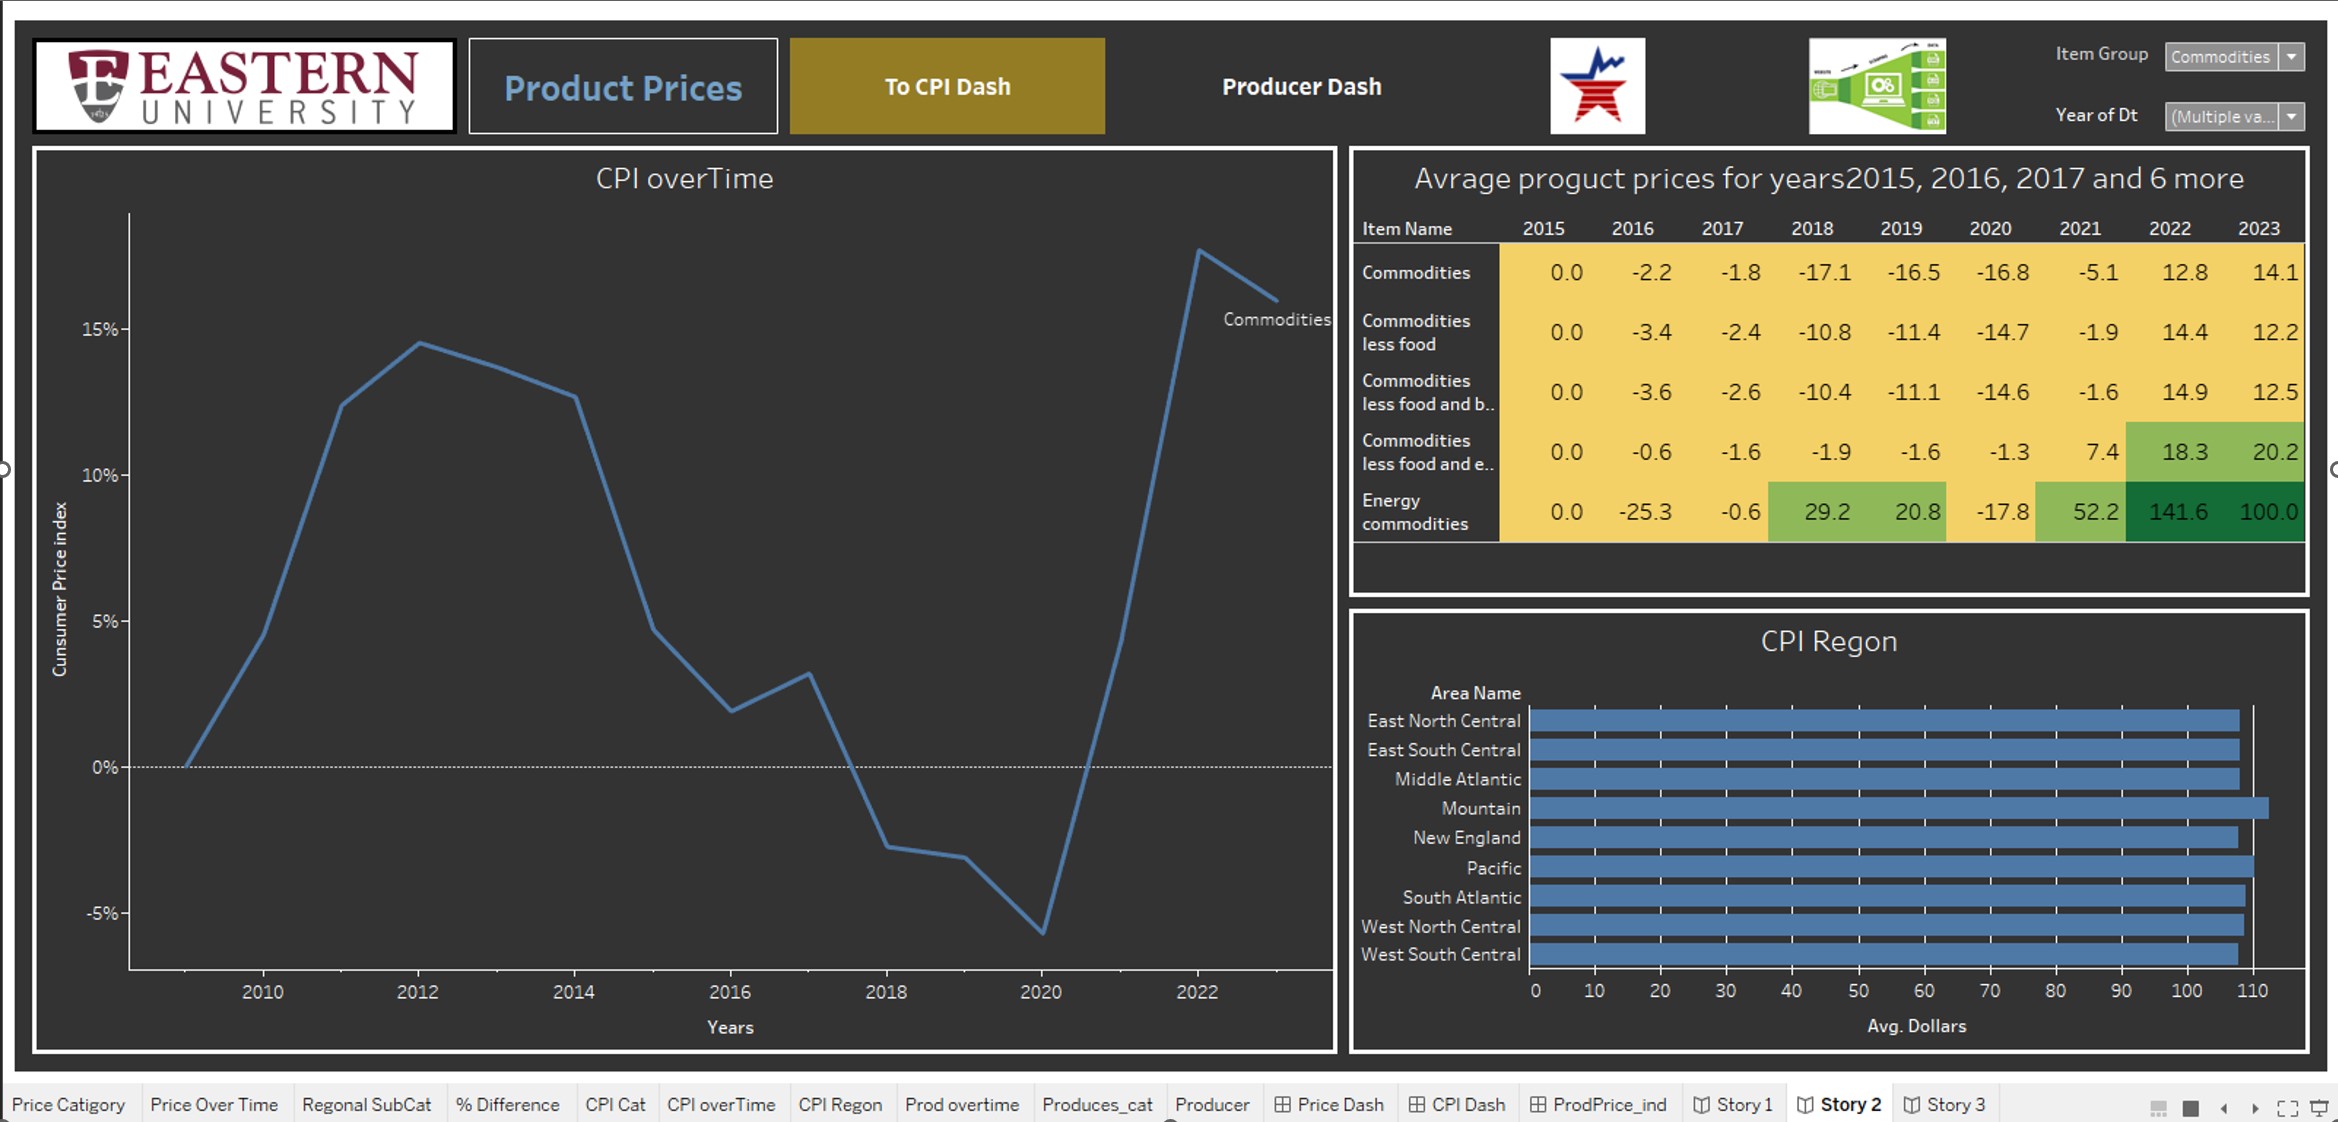 EASTERN
UNIVERSITY
Product Prices
To CPI Dash
Producer Dash
Item Group
Commodities
Year of Dt
(Multiple va...
CPI overTime
15%
10%
5%
0%
-5%
Cunsumer Price index
Commodities
2010 2012 2014 2016 2018 2020 2022
Years
Avrage proguct prices for years2015, 2016, 2017 and 6 more
Item Name 2015 2016 2017 2018 2019 2020 2021 2022 2023
Commodities 0.0 -2.2 -1.8 -17.1 -16.5 -16.8 -5.1 12.8 14.1
Commodities
less food 0.0 -3.4 -2.4 -10.8 -11.4 -14.7 -1.9 14.4 12.2
Commodities
less food and b.. 0.0 -3.6 -2.6 -10.4 -11.1 -14.6 -1.6 14.9 12.5
Commodities
less food and e.. 0.0 -0.6 -1.6 -1.9 -1.6 -1.3 7.4 18.3 20.2
Energy
commodities 0.0 -25.3 -0.6 29.2 20.8 -17.8 52.2 141.6 100.0
CPI Regon
Area Name
East North Central
East South Central
Middle Atlantic
Mountain
New England
Pacific
South Atlantic
West North Central
West South Central
0 10 20 30 40 50 60 70 80 90 100 110
Avg. Dollars
Price Catigory Price Over Time Regonal SubCat % Difference CPI Cat CPI overTime CPI Regon Prod overtime Produces_cat Producer Price Dash CPI Dash ProdPrice_ind Story 1 Story 2 Story 3